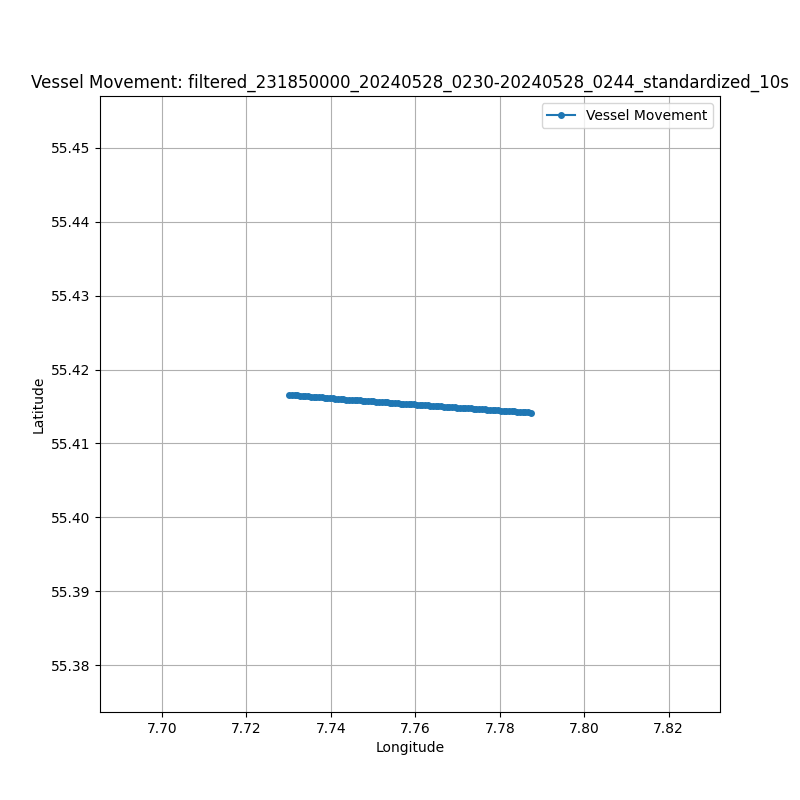 Vessel Movement: filtered_231850000_20240528_0230-20240528_0244_standardized_10s
Vessel Movement
55.45
55.44
55.43
55.42
55.41
55.40
55.39
55.38
Latitude
7.70 7.72 7.74 7.76 7.78 7.80 7.82
Longitude